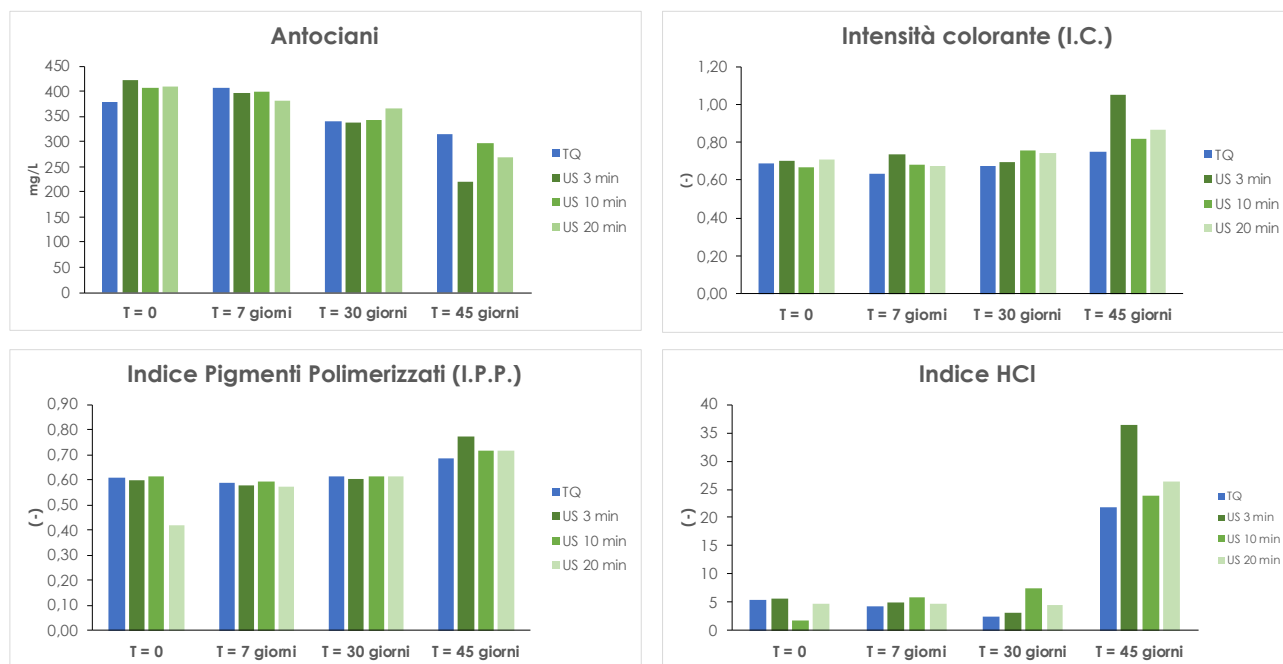 Antociani
450
400
350
300
250
200
150
100
50
0
mg/L
T = 0
T = 7 giorni
T = 30 giorni
T = 45 giorni
TQ
US 3 min
US 10 min
US 20 min
Intensità colorante (I.C.)
1,20
1,00
0,80
0,60
0,40
0,20
0,00
(-)
T = 0
T = 7 giorni
T = 30 giorni
T = 45 giorni
TQ
US 3 min
US 10 min
US 20 min
Indice Pigmenti Polimerizzati (I.P.P.)
0,90
0,80
0,70
0,60
0,50
0,40
0,30
0,20
0,10
0,00
(-)
T = 0
T = 7 giorni
T = 30 giorni
T = 45 giorni
TQ
US 3 min
US 10 min
US 20 min
Indice HCl
40
35
30
25
20
15
10
5
0
(-)
T = 0
T = 7 giorni
T = 30 giorni
T = 45 giorni
TQ
US 3 min
US 10 min
US 20 min